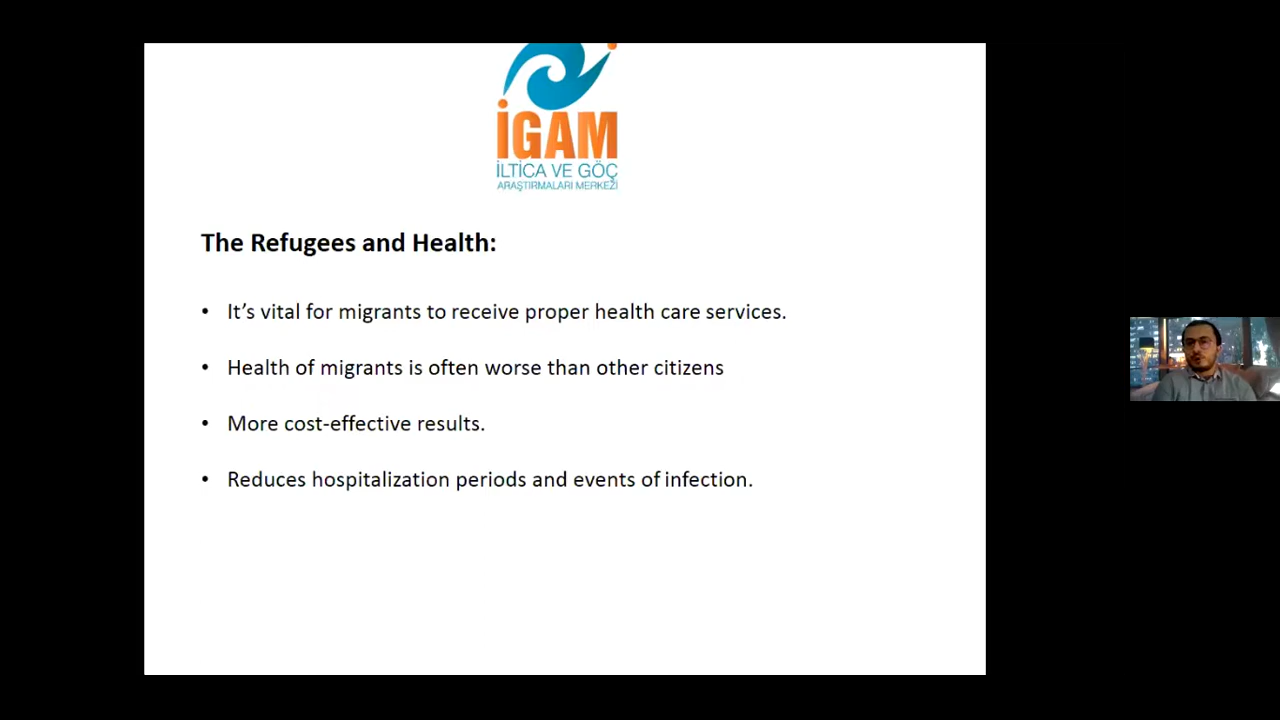 İGAM
İLTİCA VE GÖÇ
ARAŞTIRMALARI MERKEZİ
The Refugees and Health:
• It’s vital for migrants to receive proper health care services.
• Health of migrants is often worse than other citizens
• More cost-effective results.
• Reduces hospitalization periods and events of infection.